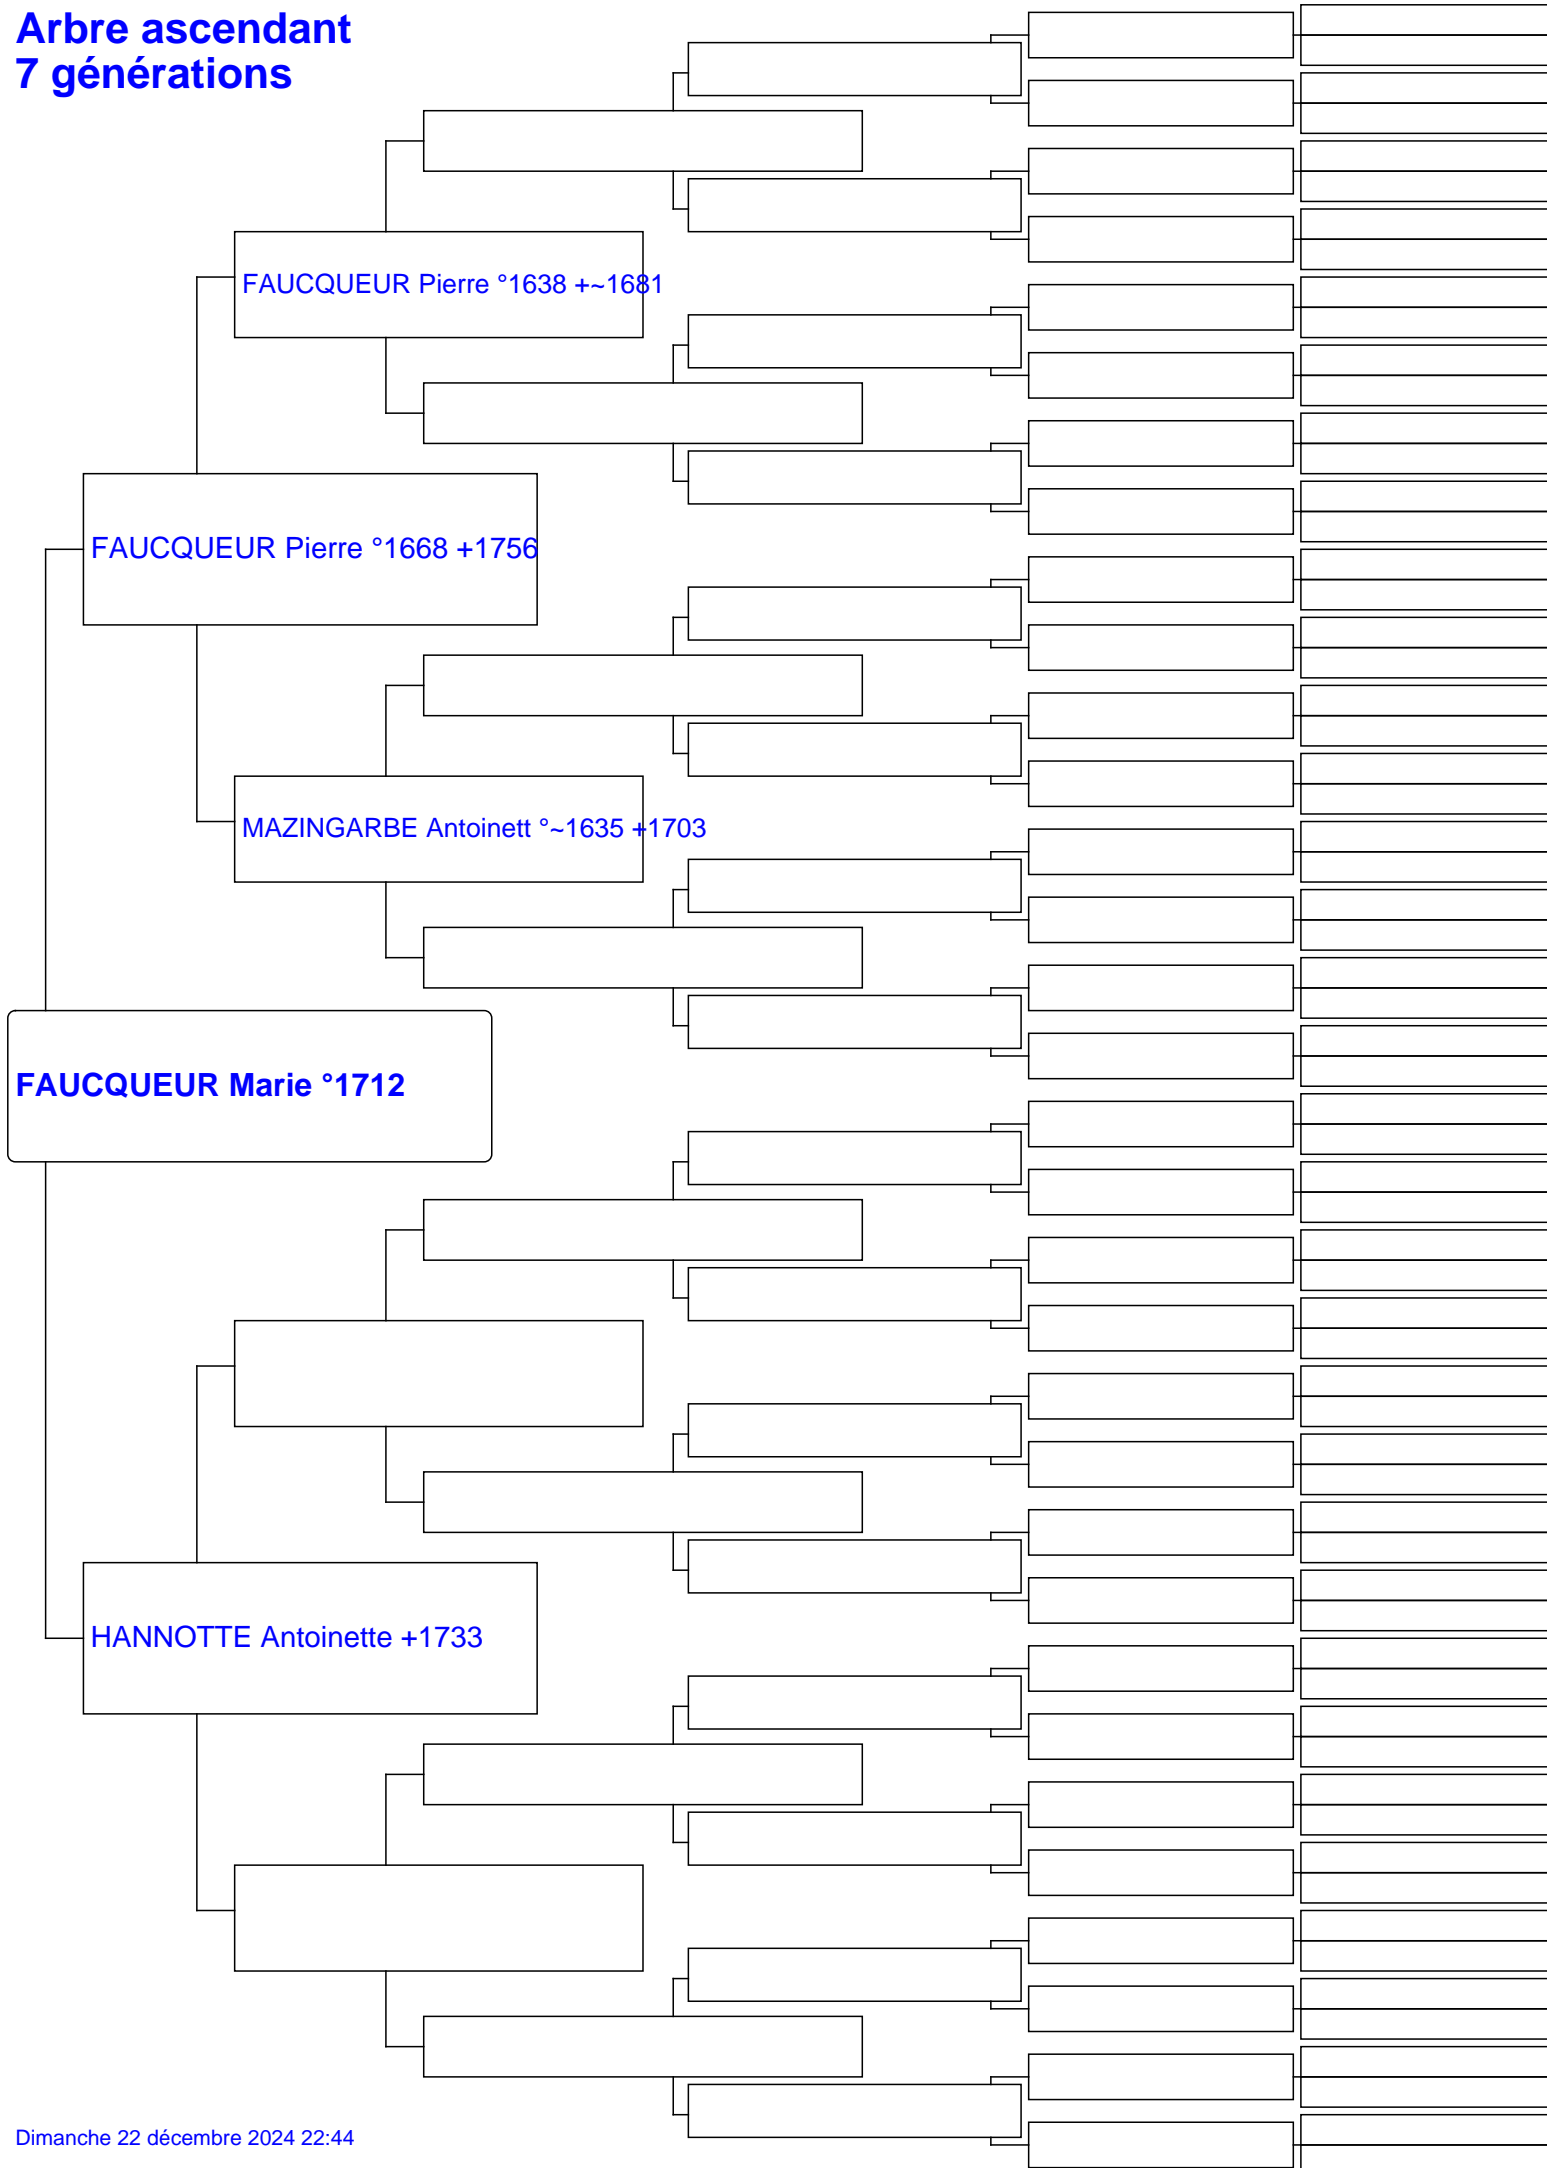 Arbre ascendant
7 générations
FAUCQUEUR Pierre °1638 +~1681
FAUCQUEUR Pierre °1668 +1756
MAZINGARBE Antoinett °~1635 +1703
FAUCQUEUR Marie °1712
HANNOTTE Antoinette +1733
Dimanche 22 décembre 2024 22:44